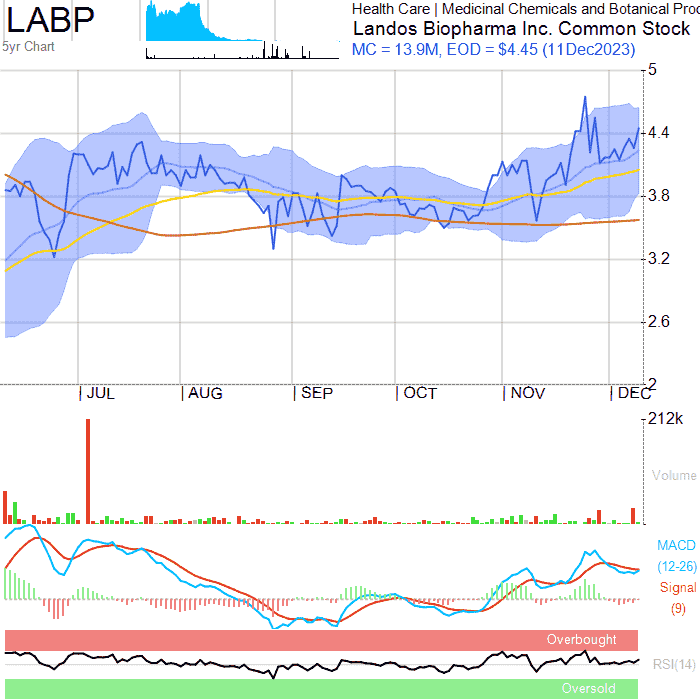 LABP
5yr Chart
Health Care | Medicinal Chemicals and Botanical Proc
Landos Biopharma Inc. Common Stock
MC = 13.9M, EOD = $4.45 (11Dec2023)
5
4.4
3.8
3.2
2.6
2
JUL AUG SEP OCT NOV DEC
212k
Volume
MACD
(12-26)
Signal
(9)
Overbought
RSI(14)
Oversold